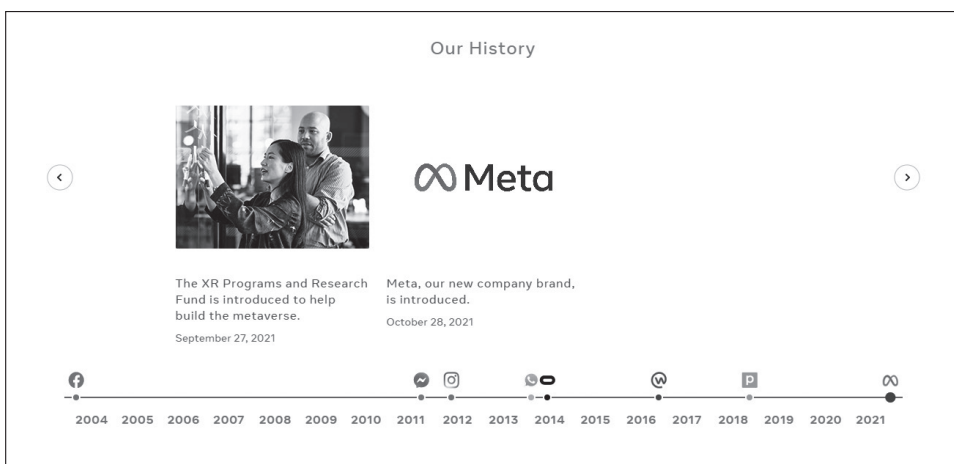 Our History
Meta
The XR Programs and Research
Fund is introduced to help
build the metaverse.
September 27, 2021
Meta, our new company brand,
is introduced.
October 28, 2021
2004 2005 2006 2007 2008 2009 2010 2011 2012 2013 2014 2015 2016 2017 2018 2019 2020 2021